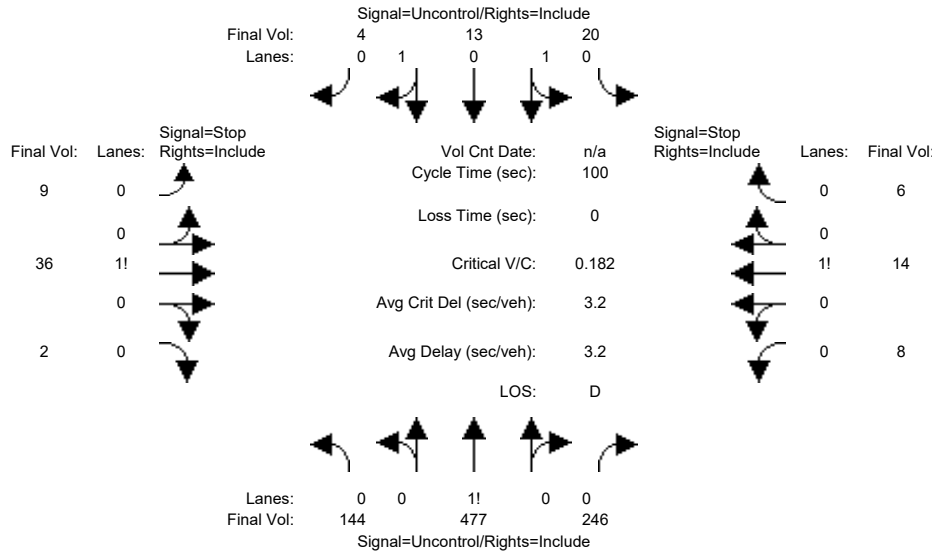 Signal=Uncontrol/Rights=Include
Final Vol: 4 13 20
Lanes: 0 1 0 1 0
Signal=Stop
Final Vol: Lanes: Rights=Include
Vol Cnt Date: n/a
Signal=Stop
Rights=Include Lanes: Final Vol:
Cycle Time (sec): 100
9 0
0 6
Loss Time (sec): 0
0
0
36 1!
Critical V/C: 0.182
1! 14
0
Avg Crit Del (sec/veh): 3.2
0
2 0
Avg Delay (sec/veh): 3.2
0 8
LOS: D
Lanes: 0 0 1! 0 0
Final Vol: 144 477 246
Signal=Uncontrol/Rights=Include